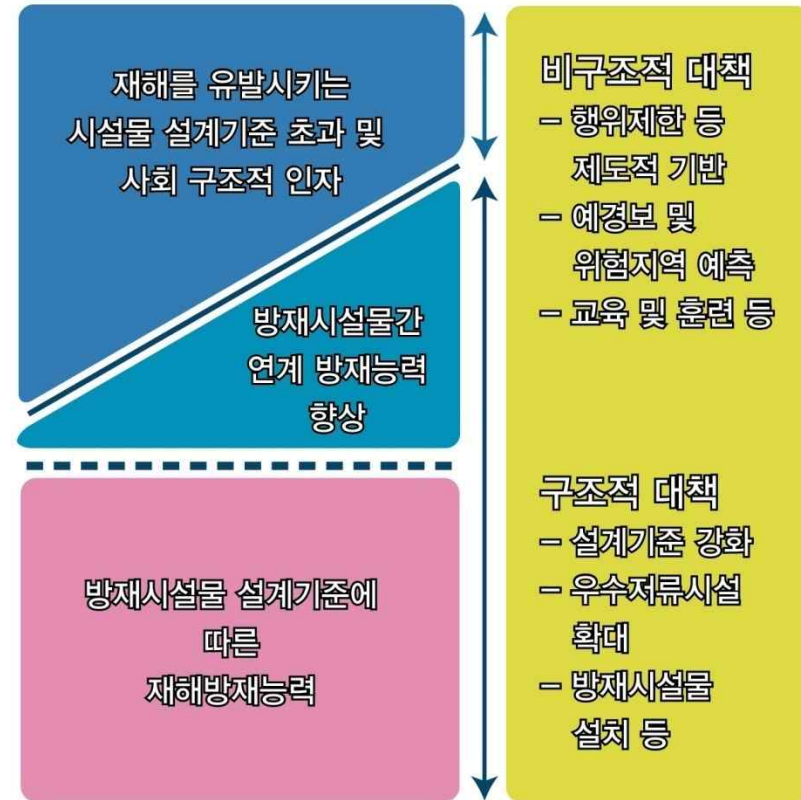 재해를 유발시키는
시설물 설계기준 초과 및
사회 구조적 인자
방재시설물간
연계 방재능력
향상
방재시설물 설계기준에
따른
재해방재능력
비구조적 대책
– 행위제한 등
제도적 기반
– 예경보 및
위험지역 예측
– 교육 및 훈련 등
구조적 대책
– 설계기준 강화
– 우수저류시설
확대
– 방재시설물
설치 등